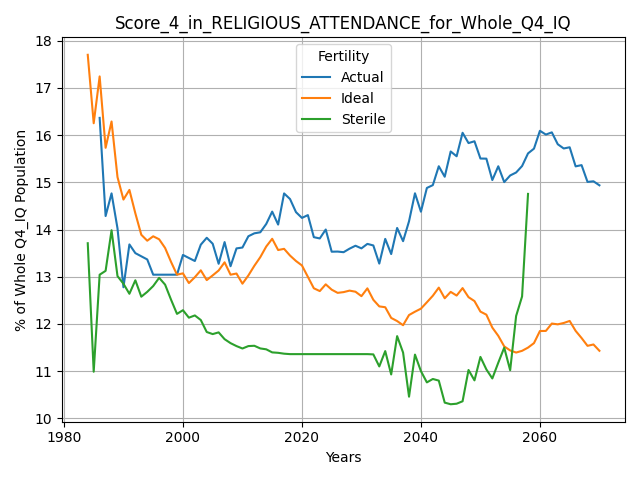 Score_4_in_RELIGIOUS_ATTENDANCE_for_Whole_Q4_IQ
Fertility
Actual
Ideal
Sterile
% of Whole Q4_IQ Population
18
17
16
15
14
13
12
11
10
1980
2000
2020
2040
2060
Years